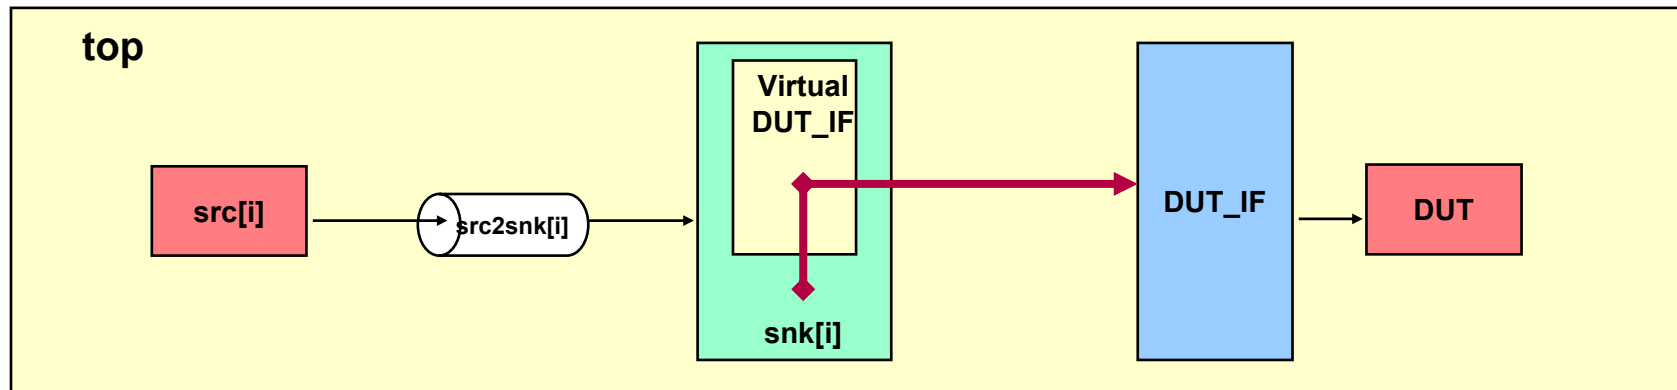 top
Virtual
DUT_IF
src[i]
src2snk[i]
snk[i]
DUT_IF
DUT